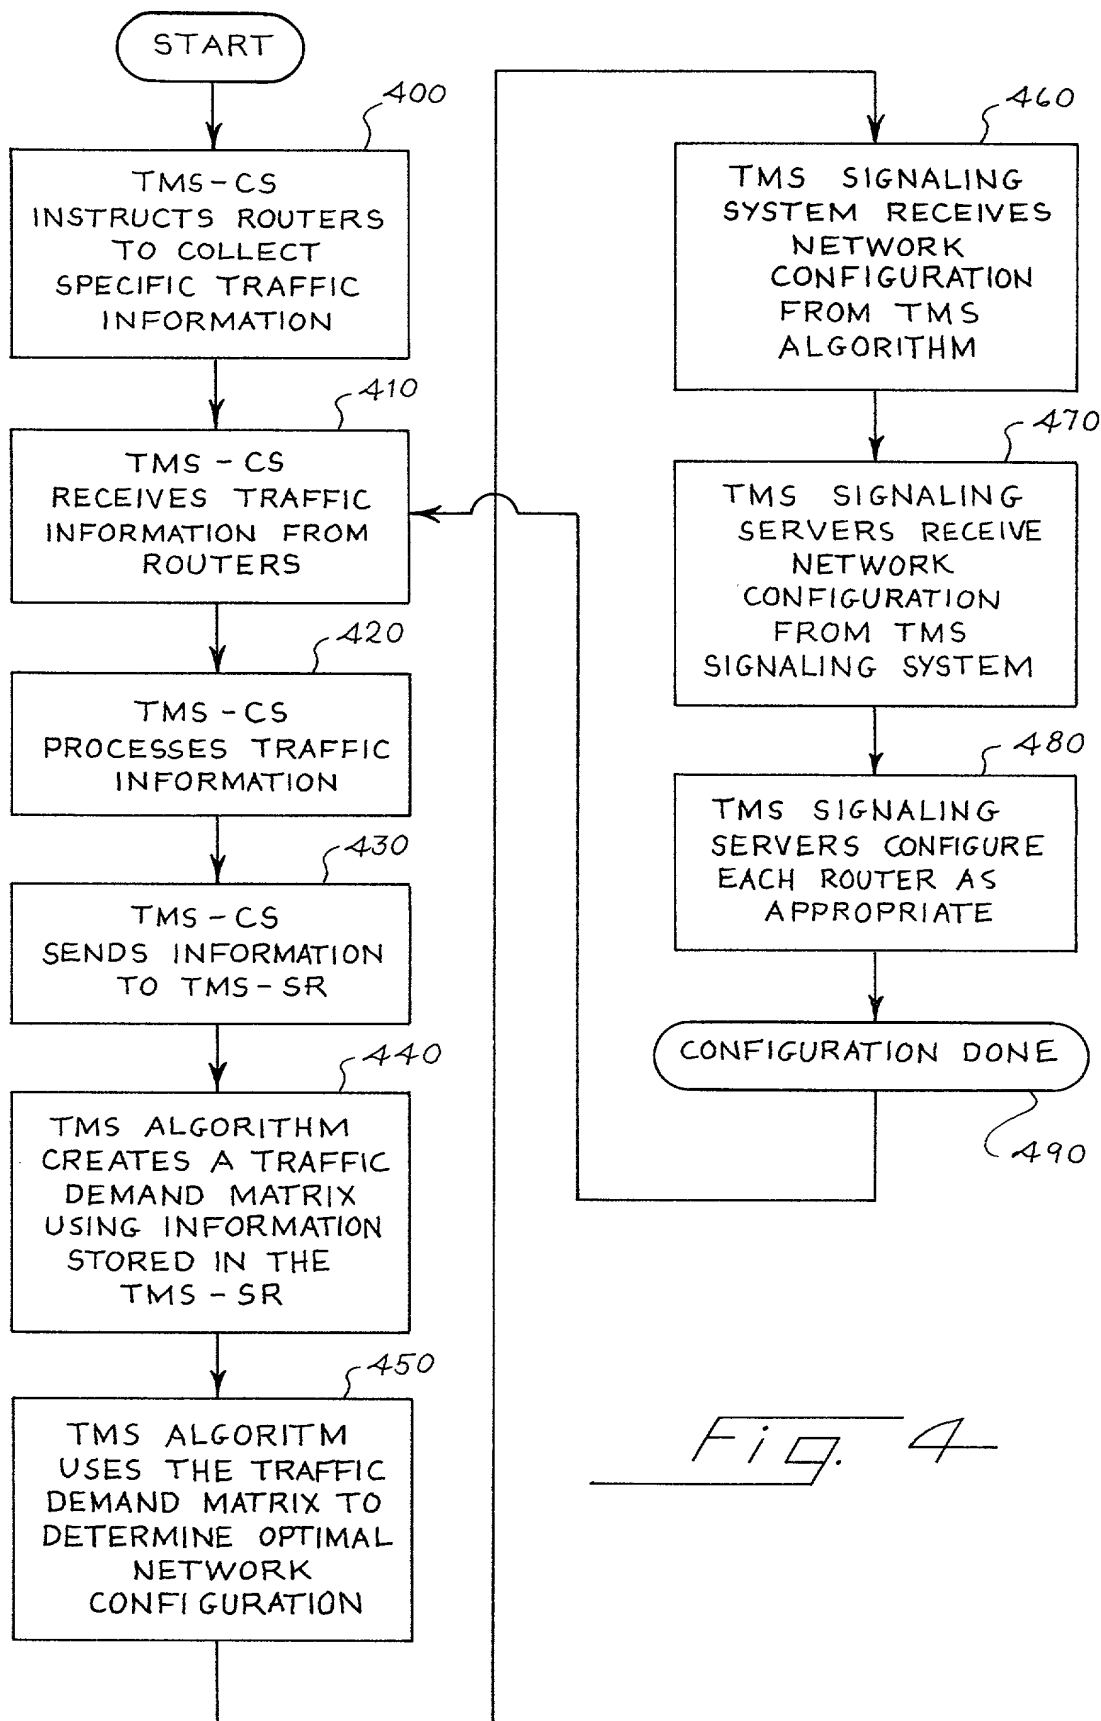 START
400
TMS-CS
INSTRUCTS ROUTERS
TO COLLECT
SPECIFIC TRAFFIC
INFORMATION
410
TMS-CS
RECEIVES TRAFFIC
INFORMATION FROM
ROUTERS
420
TMS-CS
PROCESSES TRAFFIC
INFORMATION
430
TMS-CS
SENDS INFORMATION
TO TMS-SR
440
TMS ALGORITHM
CREATES A TRAFFIC
DEMAND MATRIX
USING INFORMATION
STORED IN THE
TMS-SR
450
TMS ALGORITM
USES THE TRAFFIC
DEMAND MATRIX TO
DETERMINE OPTIMAL
NETWORK
CONFIGURATION
460
TMS SIGNALING
SYSTEM RECEIVES
NETWORK
CONFIGURATION
FROM TMS
ALGORITHM
470
TMS SIGNALING
SERVERS RECEIVE
NETWORK
CONFIGURATION
FROM TMS
SIGNALING SYSTEM
480
TMS SIGNALING
SERVERS CONFIGURE
EACH ROUTER AS
APPROPRIATE
CONFIGURATION DONE
490
Fig. 4